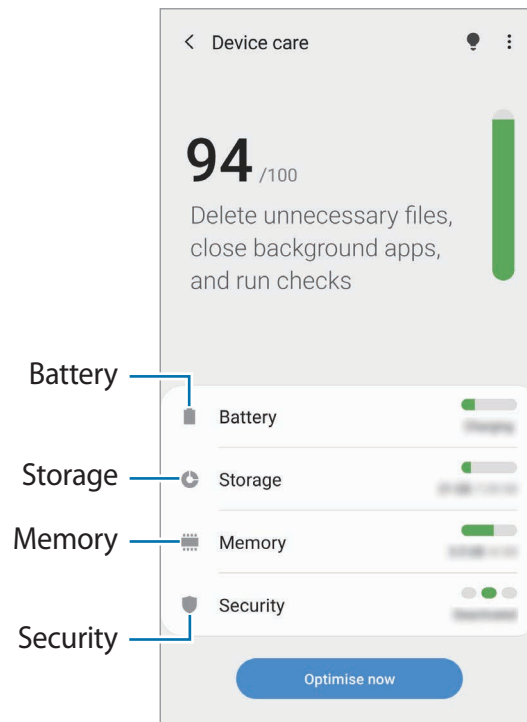 Device care
94 /100
Delete unnecessary files,
close background apps,
and run checks
Battery
Battery
Storage
Storage
Memory
Memory
Security
Security
Optimise now